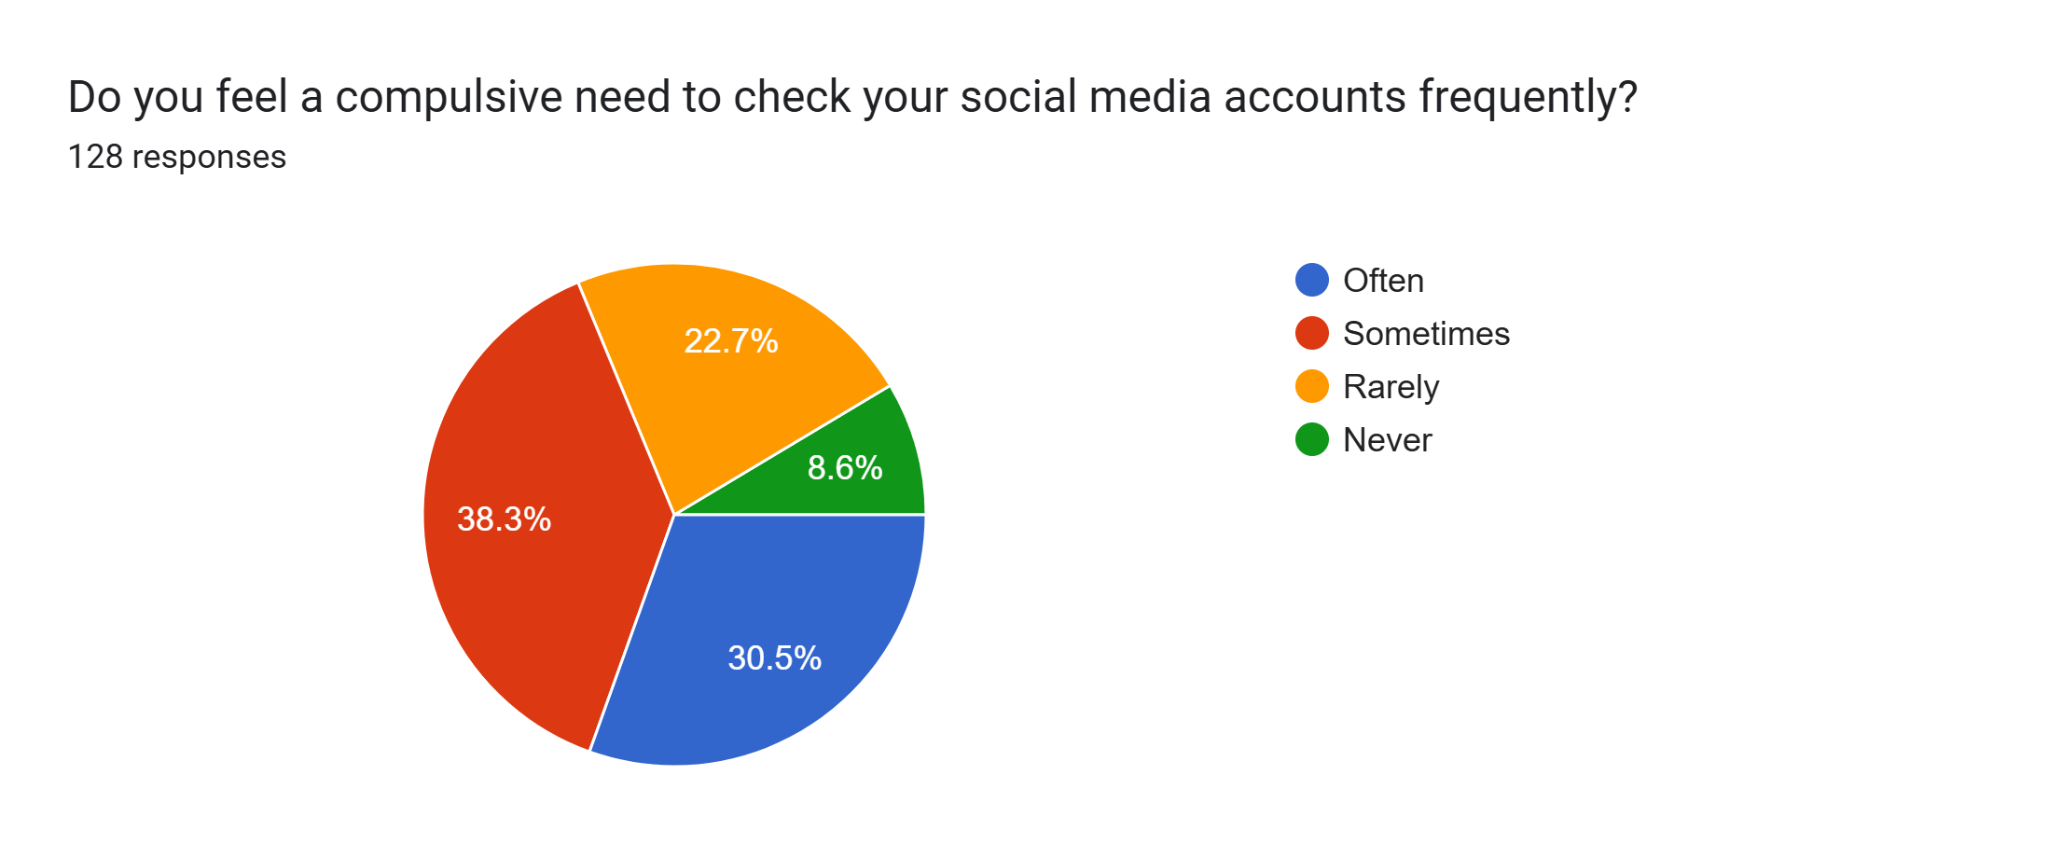 Do you feel a compulsive need to check your social media accounts frequently?
128 responses
22.7%
8.6%
38.3%
30.5%
Often
Sometimes
Rarely
Never